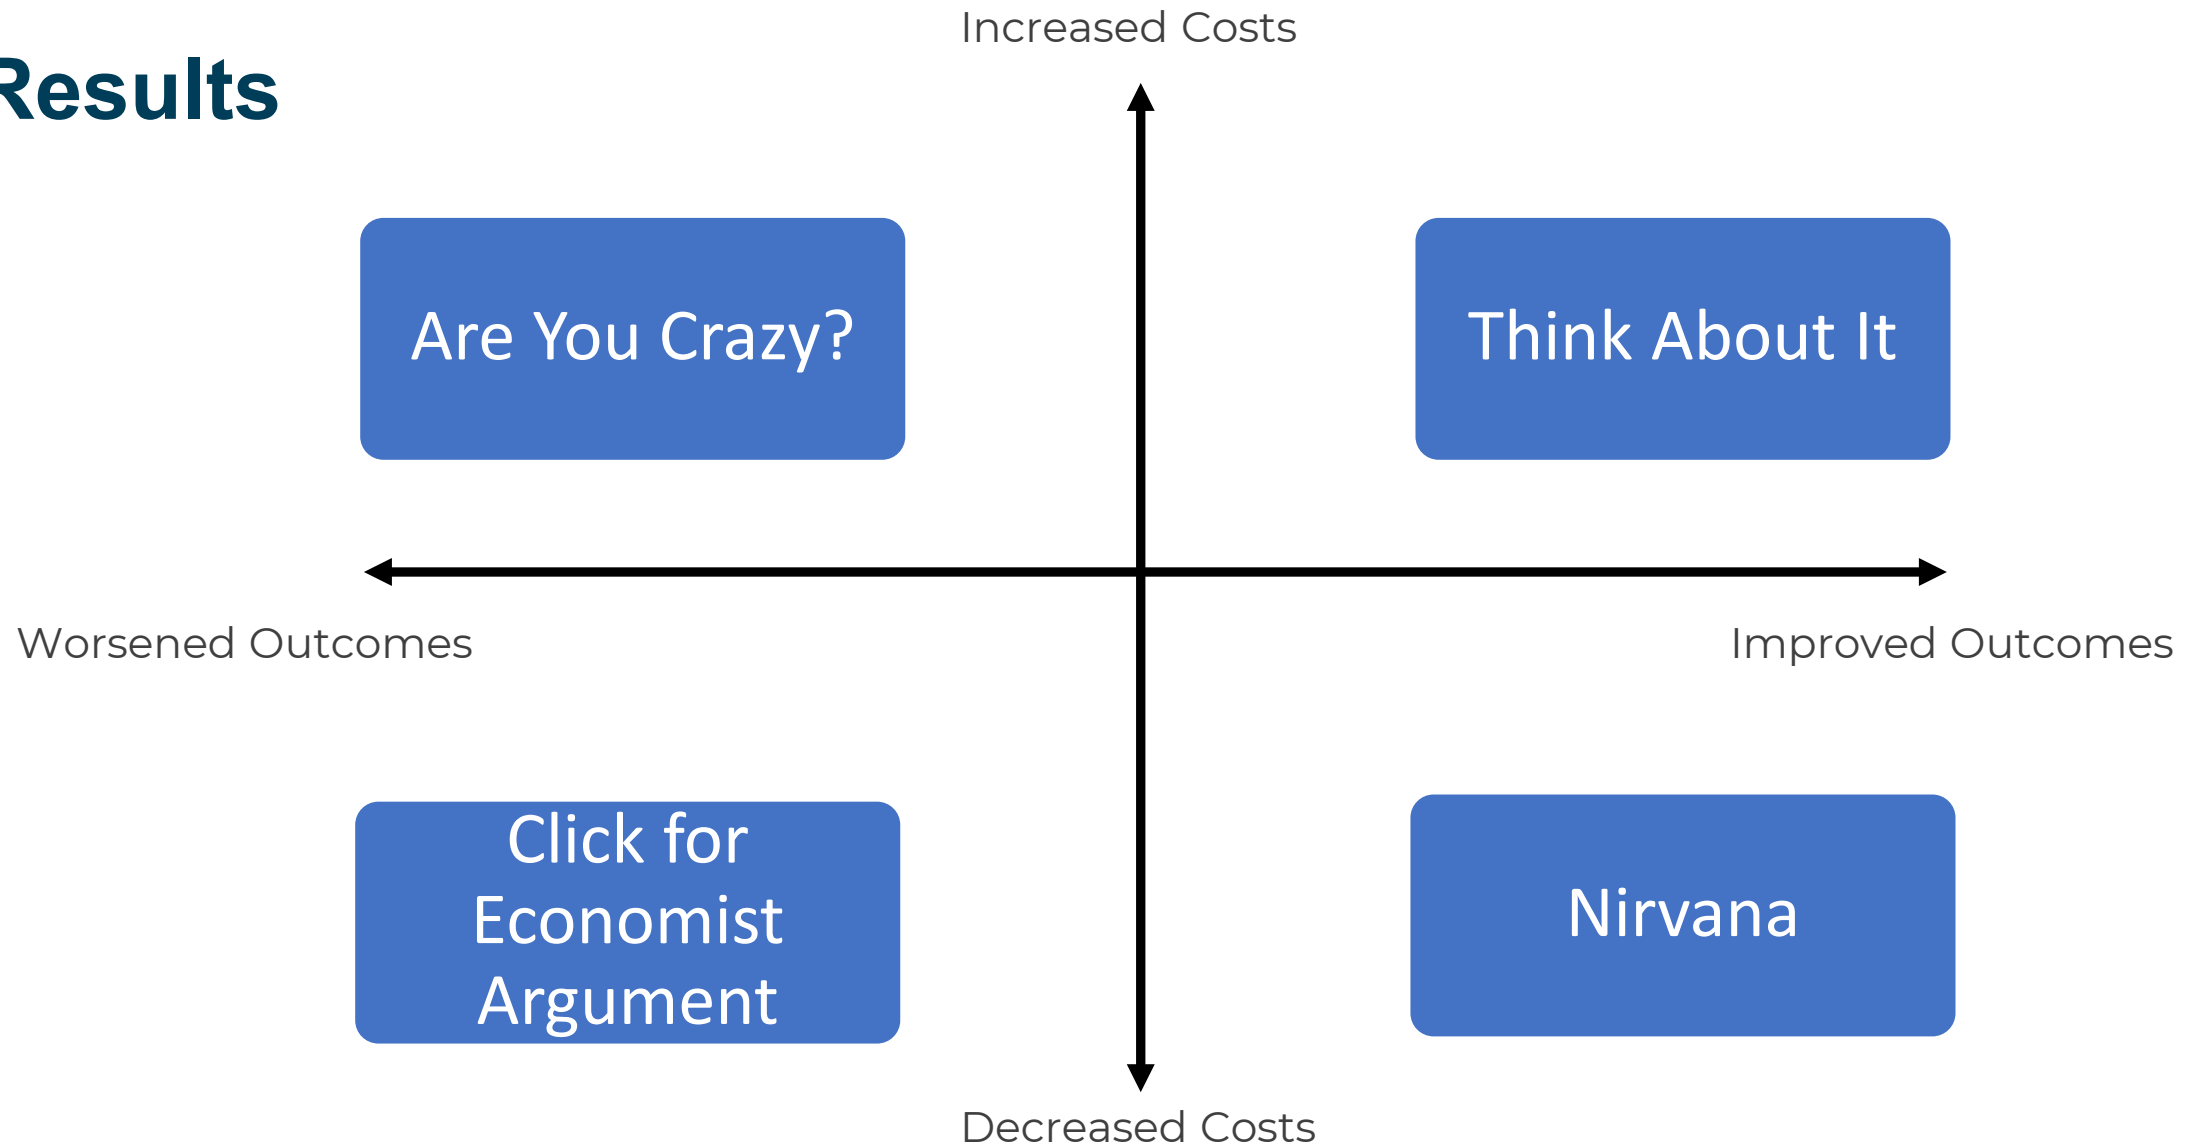 Increased Costs
Results
Are You Crazy?
Think About It
Worsened Outcomes
Improved Outcomes
Click for
Economist
Argument
Nirvana
Decreased Costs